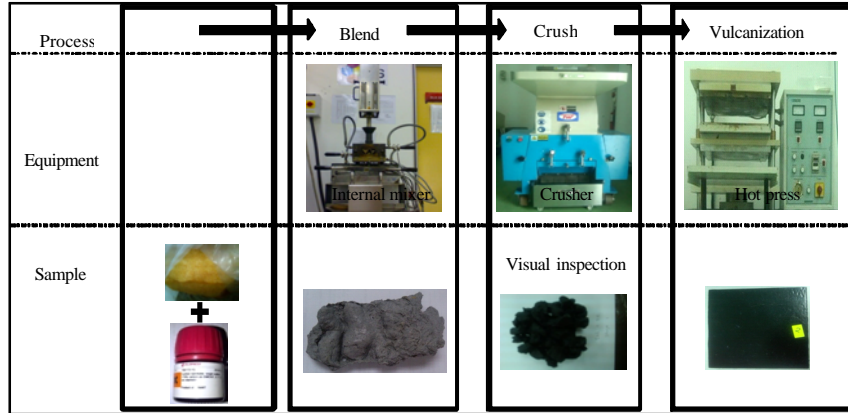 Process
Blend
Crush
Vulcanization
Equipment
Internal mixer
Crusher
Hot press
Sample
Visual inspection
+